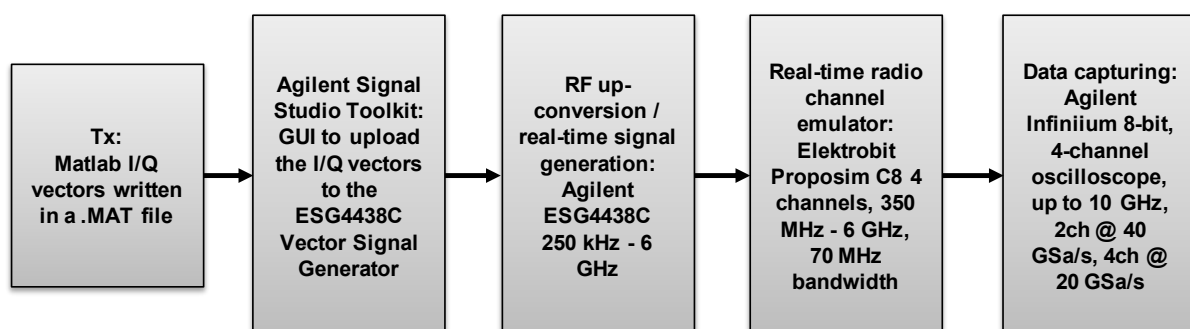 Tx:
Matlab I/Q
vectors written
in a .MAT file
Agilent Signal
Studio Toolkit:
GUI to upload
the I/Q vectors
to the
ESG4438C
Vector Signal
Generator
RF up-
conversion /
real-time signal
generation:
Agilent
ESG4438C
250 kHz - 6
GHz
Real-time radio
channel
emulator:
Elektrobit
Proposim C8 4
channels, 350
MHz - 6 GHz,
70 MHz
bandwidth
Data capturing:
Agilent
Infiniium 8-bit,
4-channel
oscilloscope,
up to 10 GHz,
2ch @ 40
GSa/s, 4ch @
20 GSa/s